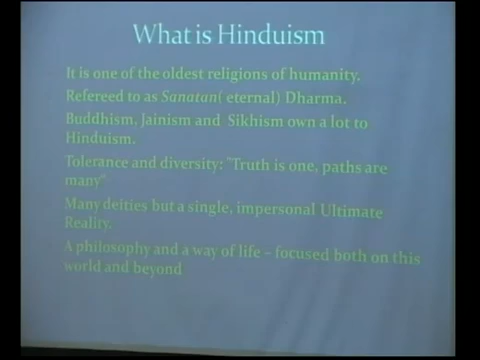 What is Hinduism
It is one of the oldest religions of humanity.
Refereed to as Sanatan( eternal) Dharma.
Buddhism, Jainism and Sikhism own a lot to
Hinduism.
Tolerance and diversity: "Truth is one, paths are
many"
Many deities but a single, impersonal Ultimate
Reality.
A philosophy and a way of life – focused both on this
world and beyond